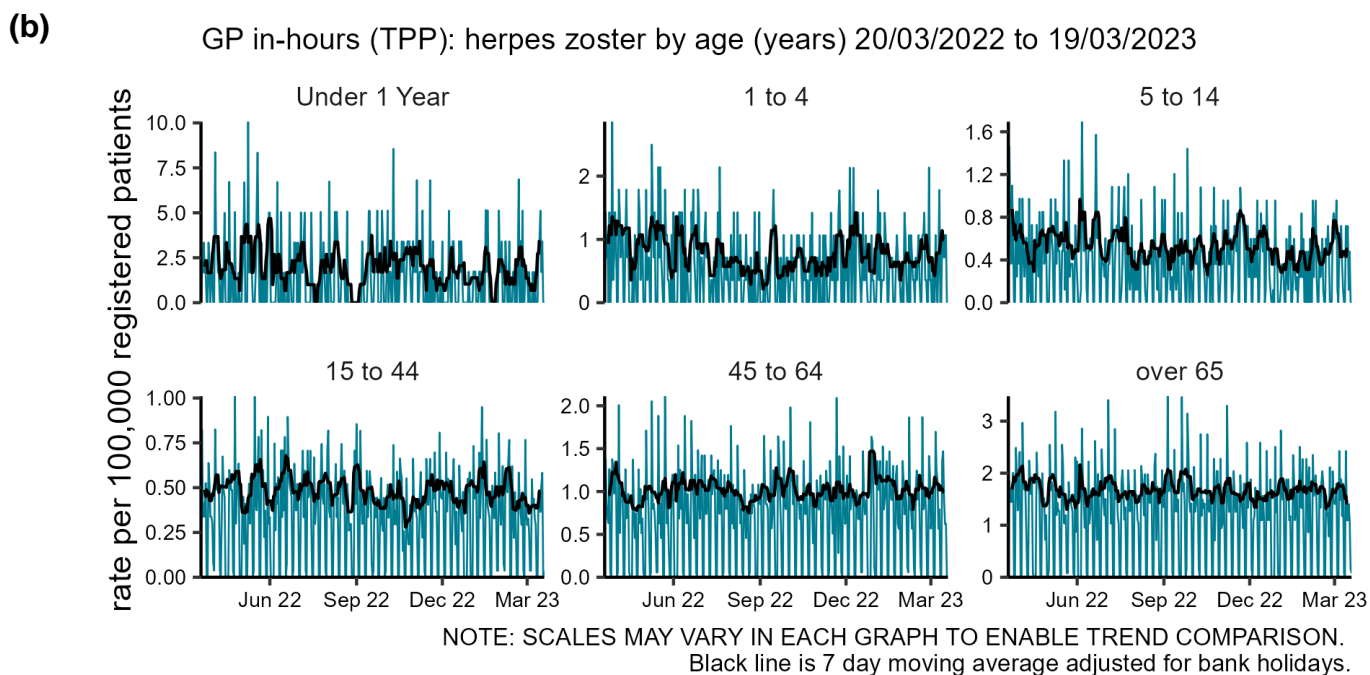 (b)
GP in-hours (TPP): herpes zoster by age (years) 20/03/2022 to 19/03/2023
rate per 100,000 registered patients
Under 1 Year
10.0
7.5
5.0
2.5
0.0
1 to 4
2
1
0
5 to 14
1.6
1.2
0.8
0.4
0.0
15 to 44
1.00
0.75
0.50
0.25
0.00
Jun 22 Sep 22 Dec 22 Mar 23
45 to 64
2.0
1.5
1.0
0.5
0.0
Jun 22 Sep 22 Dec 22 Mar 23
over 65
3
2
1
0
Jun 22 Sep 22 Dec 22 Mar 23
NOTE: SCALES MAY VARY IN EACH GRAPH TO ENABLE TREND COMPARISON.
Black line is 7 day moving average adjusted for bank holidays.